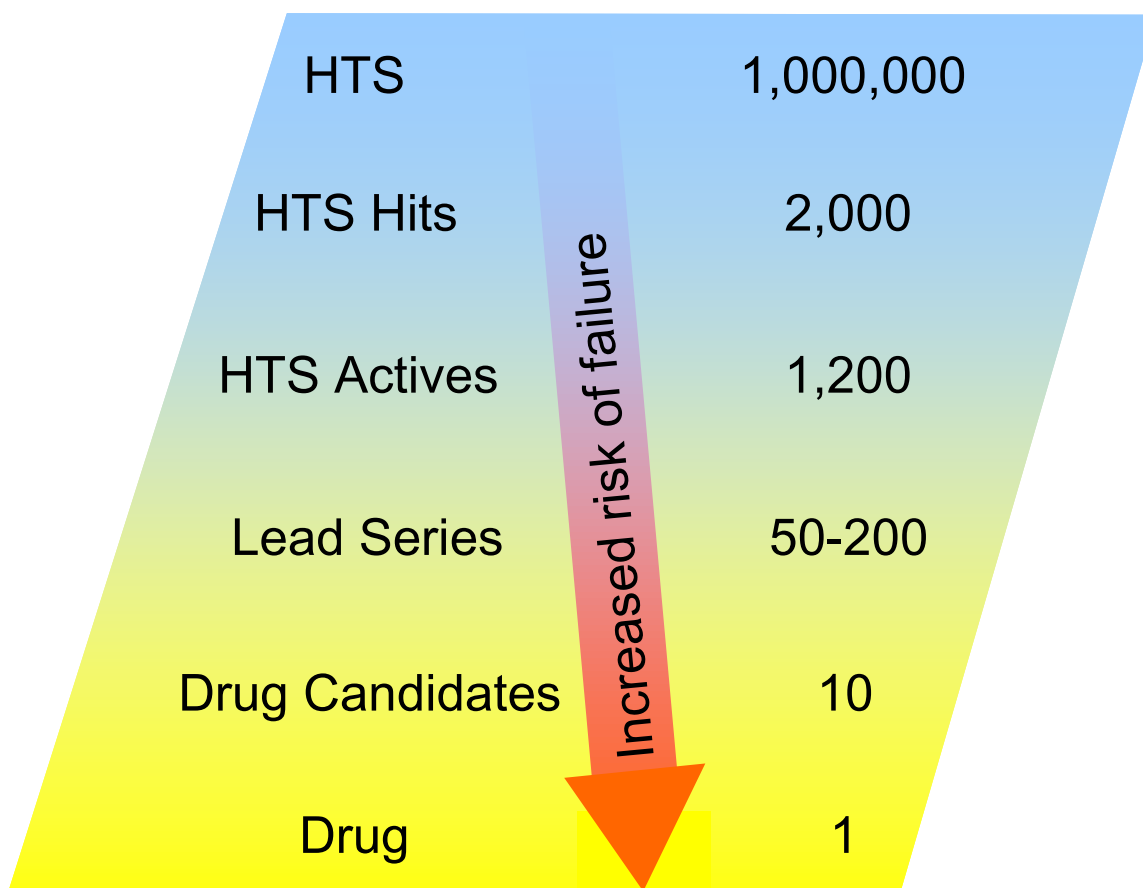 HTS 1,000,000
HTS Hits 2,000
HTS Actives 1,200
Lead Series 50-200
Drug Candidates 10
Drug 1
Increased risk of failure